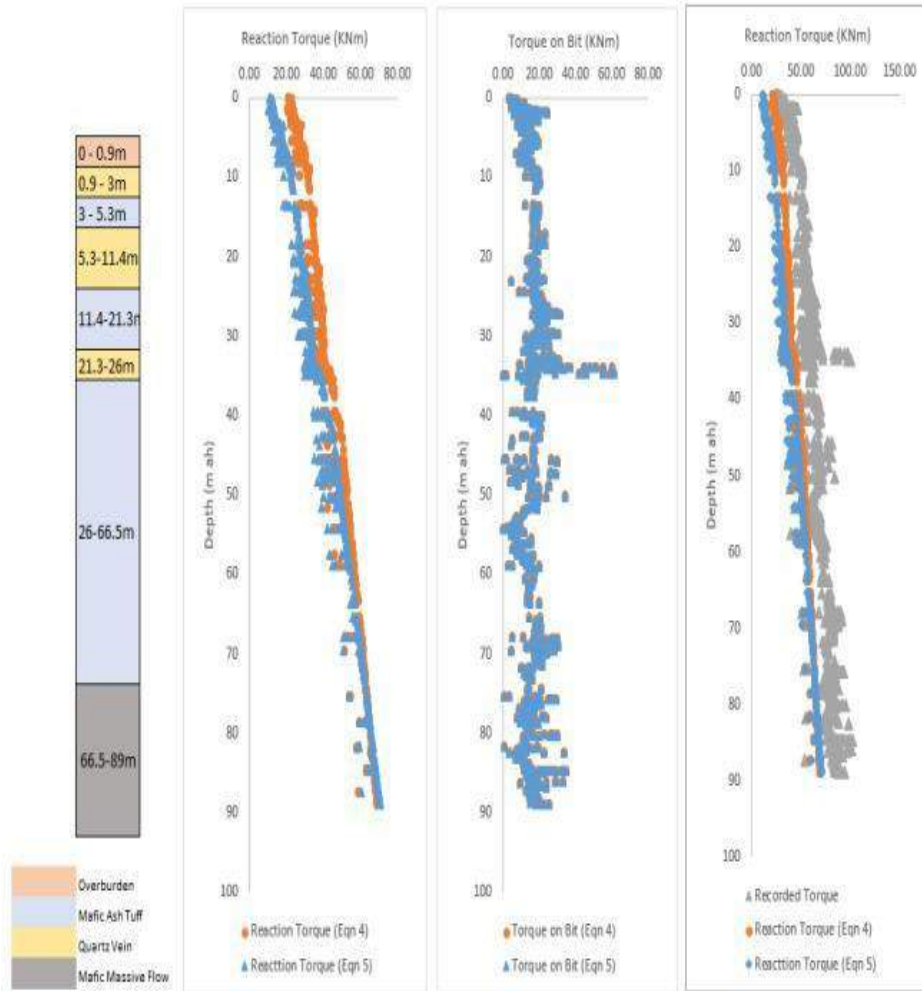 0 - 0.9m
0.9 - 3m
3 - 5.3m
5.3-11.4m
11.4-21.3m
21.3-26m
26-66.5m
66.5-89m
Overburden
Mafic Ash Tuff
Quartz Vein
Mafic Massive Flow
Reaction Torque (KNm)
0.00 20.00 40.00 60.00 80.00
0
10
20
30
40
50
60
70
80
90
100
Depth (m ah)
Reaction Torque (Eqn 4)
Reacttion Torque (Eqn 5)
Torque on Bit (KNm)
0.00 20.00 40.00 60.00 80.00
0
10
20
30
40
50
60
70
80
90
100
Depth (m ah)
Torque on Bit (Eqn 4)
Torque on Bit (Eqn 5)
Reaction Torque (KNm)
0.00 50.00 100.00 150.00
0
10
20
30
40
50
60
70
80
90
100
Depth (m ah)
Recorded Torque
Reaction Torque (Eqn 4)
Reacttion Torque (Eqn 5)